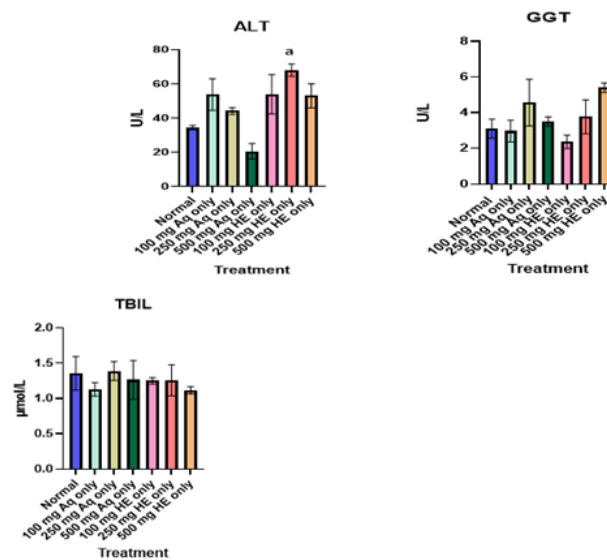 ALT
a
80
60
40
20
0
U/L
Normal
100 mg Aq only
250 mg Aq only
500 mg Aq only
100 mg HE only
250 mg HE only
500 mg HE only
Treatment
GGT
8
6
4
2
0
U/L
Normal
100 mg Aq only
250 mg Aq only
500 mg Aq only
100 mg HE only
250 mg HE only
500 mg HE only
Treatment
TBIL
2.0
1.5
1.0
0.5
0.0
µmol/L
Normal
100 mg Aq only
250 mg Aq only
500 mg Aq only
100 mg HE only
250 mg HE only
500 mg HE only
Treatment